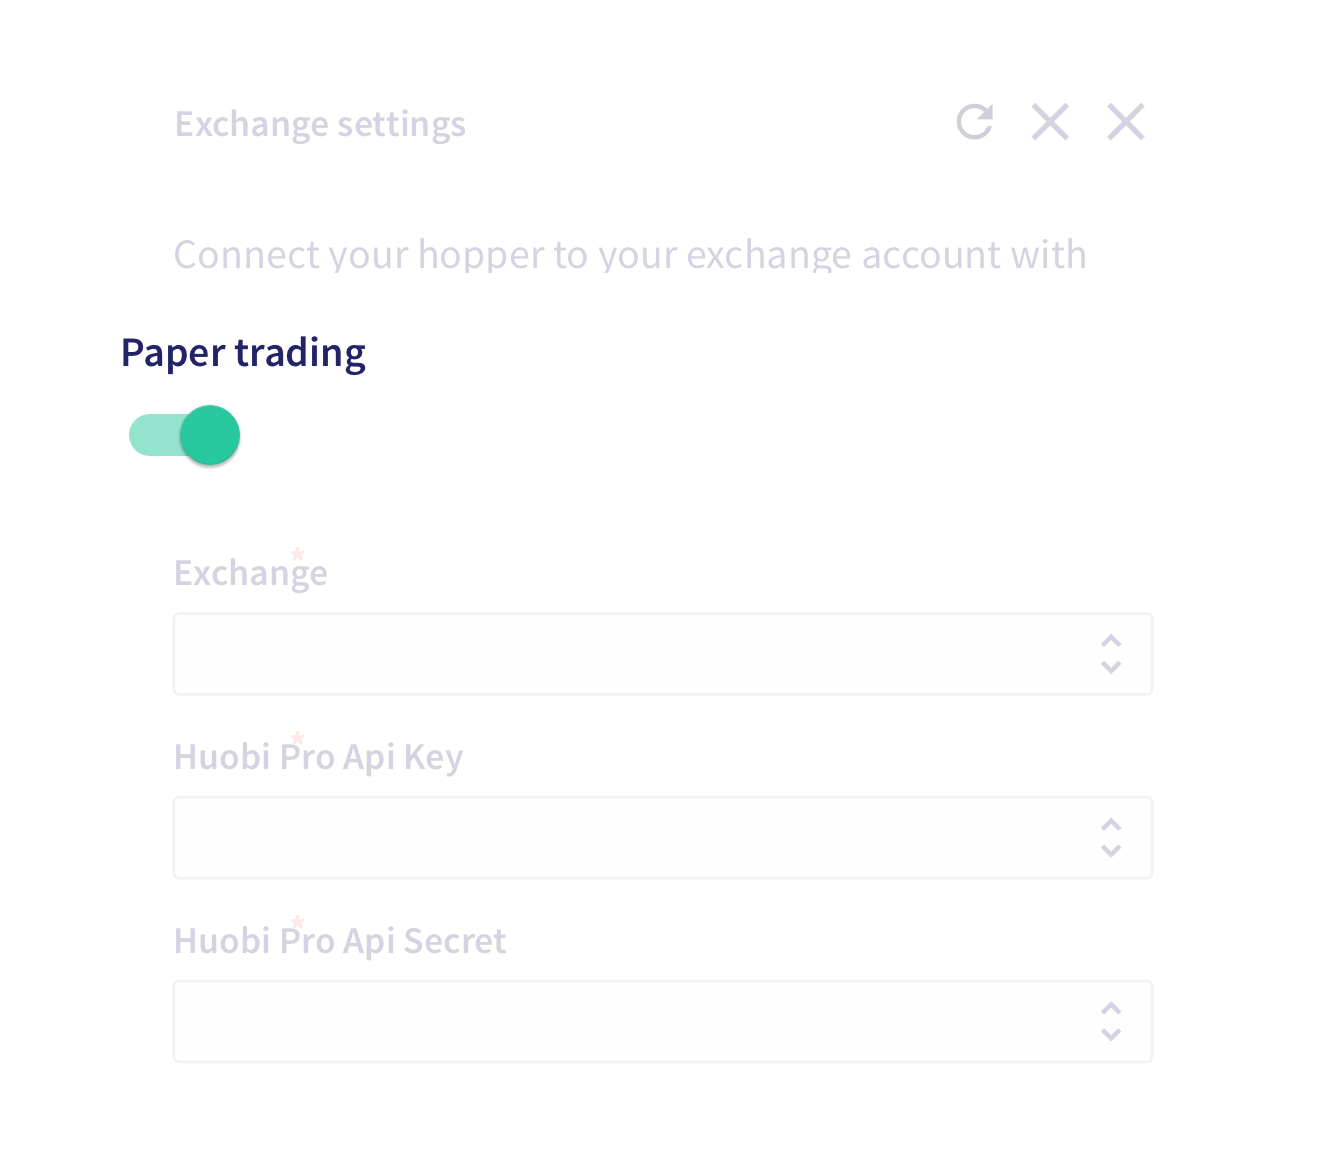 Exchange settings
Connect your hopper to your exchange account with
Paper trading
Exchange*
Huobi Pro Api Key*
Huobi Pro Api Secret*